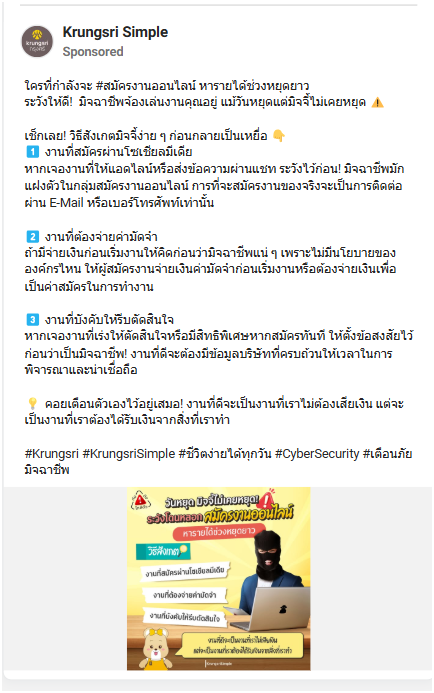 krungsri
กรุงศรี
Krungsri Simple
Sponsored
ใครที่กำลังจะ #สมัครงานออนไลน์ หารายได้ช่วงหยุดยาว
ระวังให้ดี! มิจฉาชีพจ้องเล่นงานคุณอยู่ แม้วันหยุดแต่มิจจี้ไม่เคยหยุด ⚠️
เช็กเลย! วิธีสังเกตมิจจี้ง่าย ๆ ก่อนกลายเป็นเหยื่อ 👇
1️⃣ งานที่สมัครผ่านโซเชียลมีเดีย
หากเจองานที่ให้แอดไลน์หรือส่งข้อความผ่านแชท ระวังไว้ก่อน! มิจฉาชีพมัก
แฝงตัวในกลุ่มสมัครงานออนไลน์ การที่จะสมัครงานของจริงจะเป็นการติดต่อ
ผ่าน E-Mail หรือเบอร์โทรศัพท์เท่านั้น
2️⃣ งานที่ต้องจ่ายค่ามัดจำ
ถ้ามีจ่ายเงินก่อนเริ่มงานให้คิดก่อนว่ามิจฉาชีพแน่ ๆ เพราะไม่มีนโยบายของ
องค์กรไหน ให้ผู้สมัครงานจ่ายเงินค่ามัดจำก่อนเริ่มงานหรือต้องจ่ายเงินเพื่อ
เป็นค่าสมัครในการทำงาน
3️⃣ งานที่บังคับให้รีบตัดสินใจ
หากเจองานที่เร่งให้ตัดสินใจหรือมีสิทธิพิเศษหากสมัครทันที ให้ตั้งข้อสงสัยไว้
ก่อนว่าเป็นมิจฉาชีพ! งานที่ดีจะต้องมีข้อมูลบริษัทที่ครบถ้วนให้เวลาในการ
พิจารณาและน่าเชื่อถือ
💡 คอยเตือนตัวเองไว้อยู่เสมอ! งานที่ดีจะเป็นงานที่เราไม่ต้องเสียเงิน แต่จะ
เป็นงานที่เราต้องได้รับเงินจากสิ่งที่เราทำ
#Krungsri #KrungsriSimple #ชีวิตง่ายได้ทุกวัน #CyberSecurity #เตือนภัย
มิจฉาชีพ
วันหยุด มิจจี้ไม่เคยหยุด!
ระวังโดนหลอก สมัครงานออนไลน์
หารายได้ช่วงหยุดยาว
วิธีสังเกต
งานที่สมัครผ่านโซเชียลมีเดีย
งานที่ต้องจ่ายค่ามัดจำ
งานที่บังคับให้รีบตัดสินใจ
งานที่ดีจะเป็นงานที่เราไม่เสียเงิน
แต่จะเป็นงานที่เราต้องได้รับเงินจากสิ่งที่เราทำ
Krungsri Simple